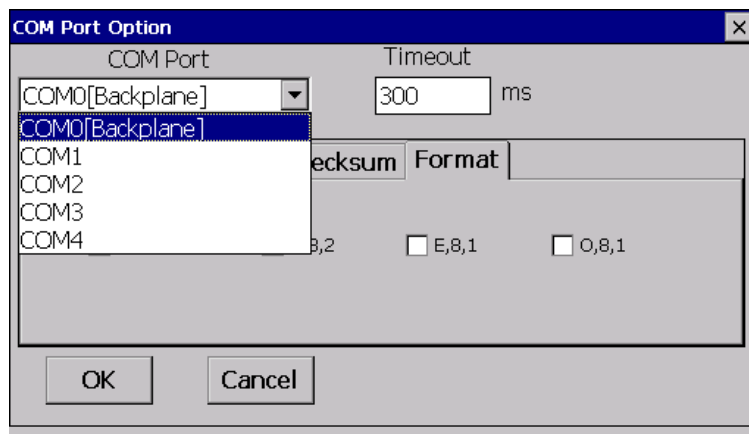 COM Port Option
COM Port
Timeout
COM0[Backplane]
300
ms
COM0[Backplane]
COM1
COM2
COM3
COM4
ecksum
Format
8,2
E,8,1
O,8,1
OK
Cancel